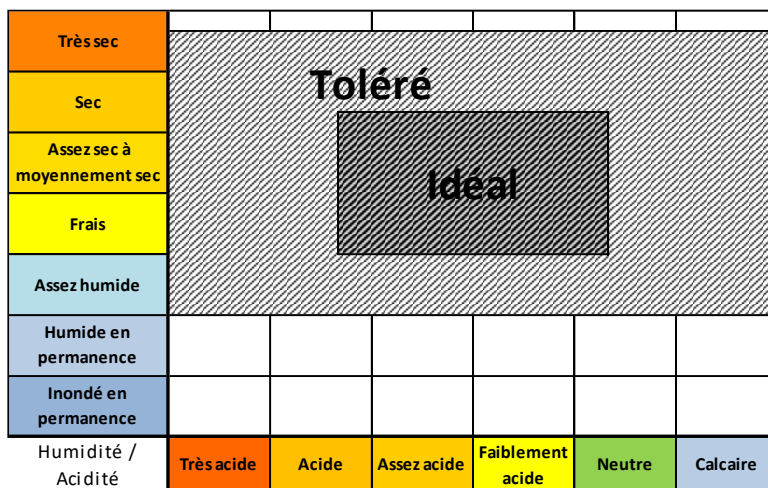 Très sec
Toléré
Sec
Assez sec à
moyennement sec
Idéal
Frais
Assez humide
Humide en
permanence
Inondé en
permanence
Humidité /
Acidité
Très acide
Acide
Assez acide
Faiblement
acide
Neutre
Calcaire